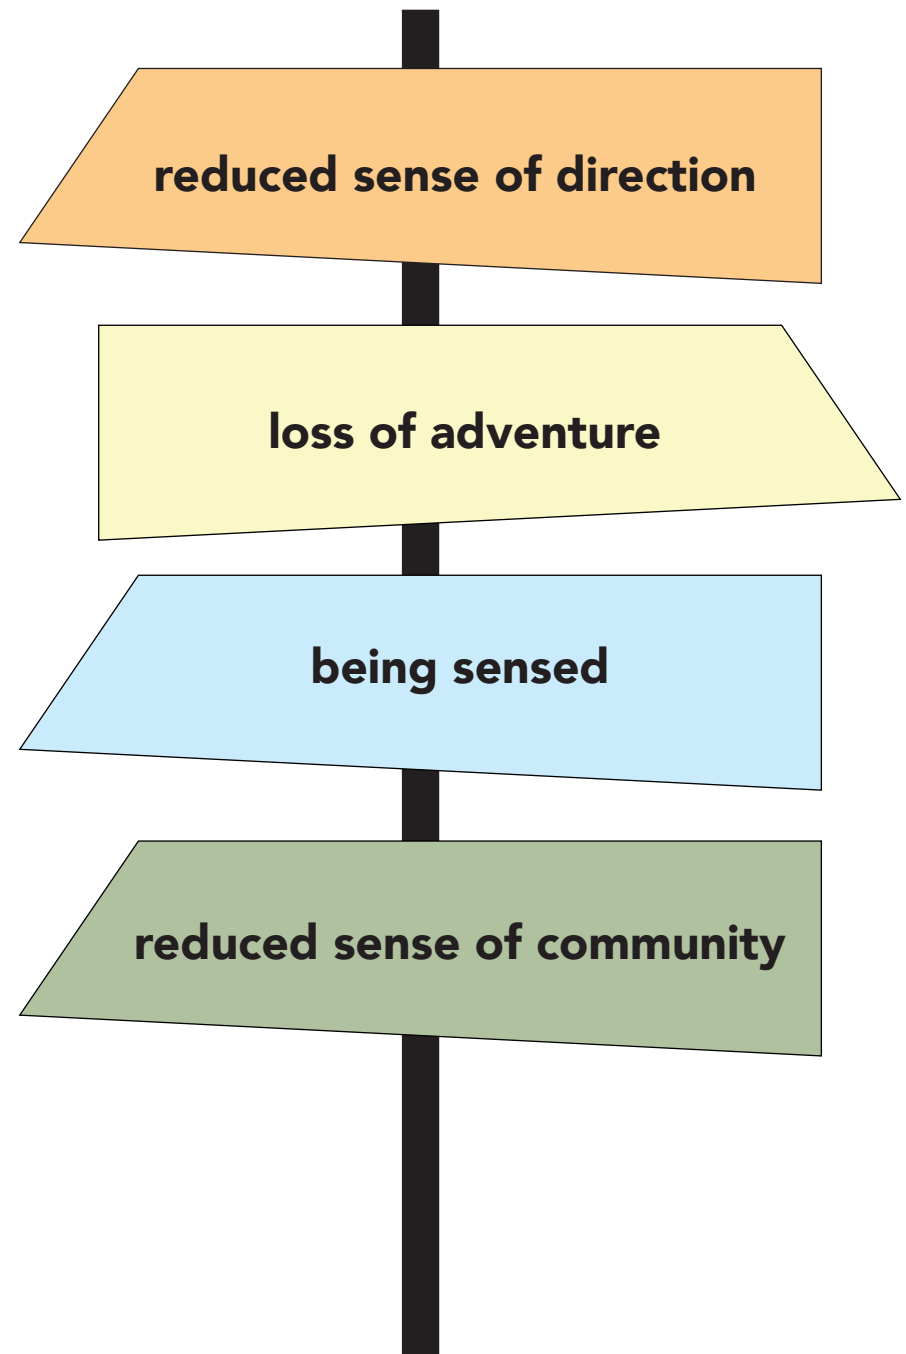 reduced sense of direction
loss of adventure
being sensed
reduced sense of community